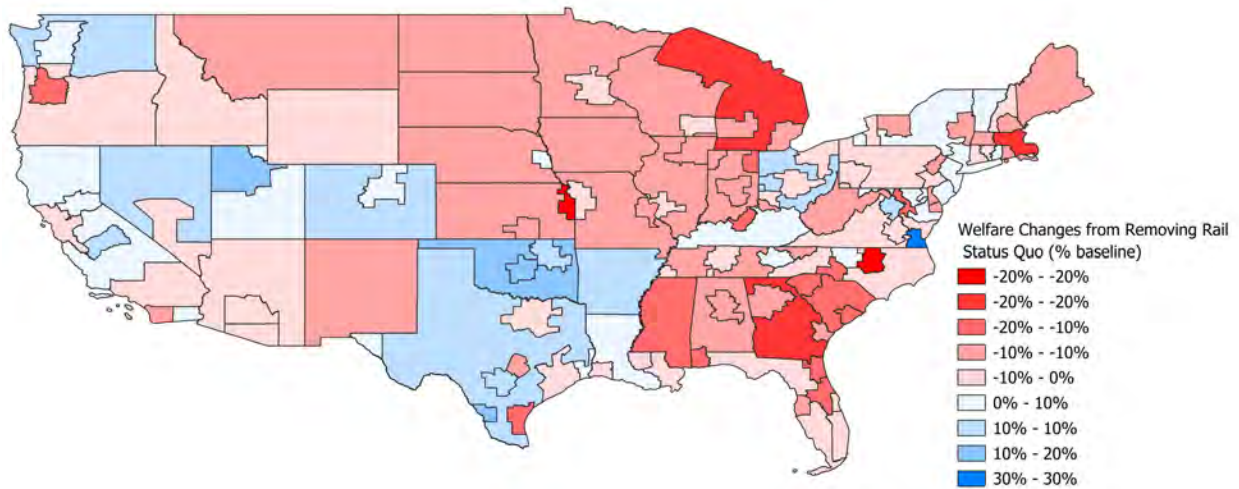 Welfare Changes from Removing Rail
Status Quo (% baseline)
-20% - -20%
-20% - -20%
-20% - -10%
-10% - -10%
-10% - 0%
0% - 10%
10% - 10%
10% - 20%
30% - 30%